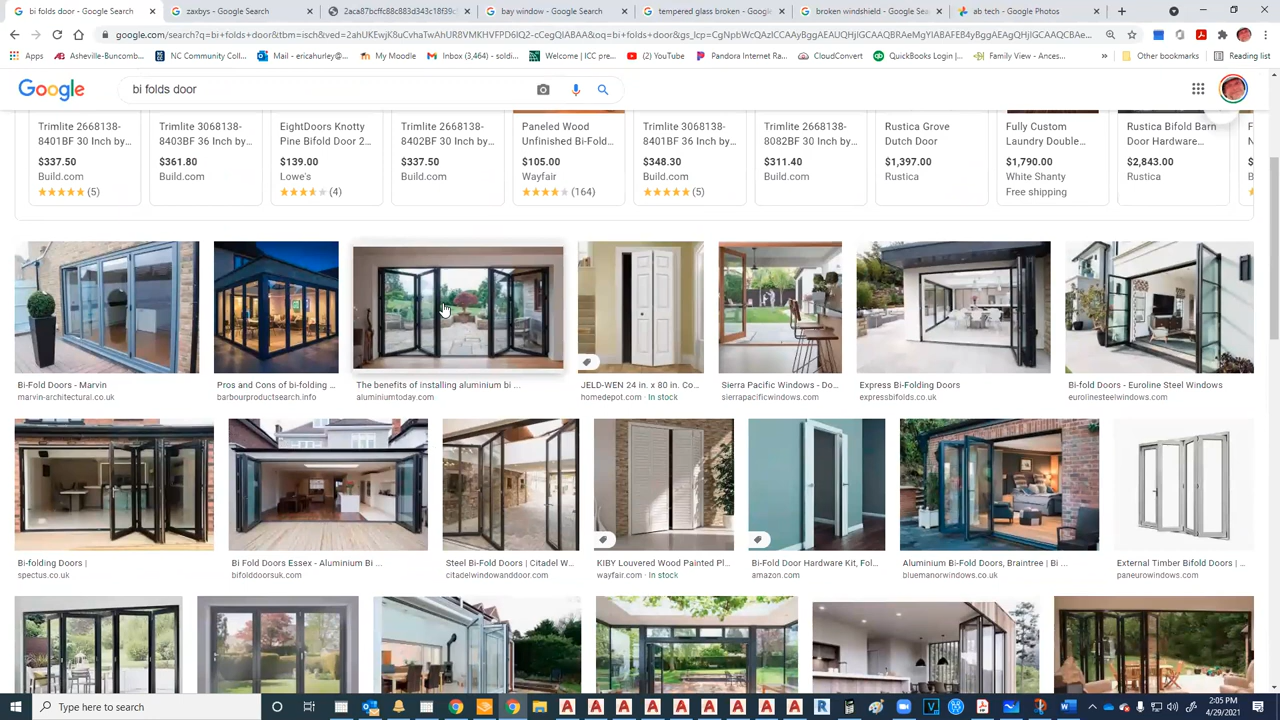 bi folds door - Google Search
zaxbys - Google Search
2aca87bcffc88c883d343c18f39c
bay window - Google Search
tempered glass broken - Google
broken windshield - Google Sear
ab tech - Google Photos
Apps
Asheville-Buncomb...
NC Community Col...
Mail - ericahurley@...
My Moodle
Inbox (3,464) - solid...
Welcome | ICC pre...
(2) YouTube
Pandora Internet Ra...
CloudConvert
QuickBooks Login |...
Family View - Ances...
»
Other bookmarks
Reading list
Google
bi folds door
Trimlite 2668138-
8401BF 30 Inch by...
$337.50
Build.com
(5)
Trimlite 3068138-
8403BF 36 Inch by...
$361.80
Build.com
EightDoors Knotty
Pine Bifold Door 2...
$139.00
Lowe's
(4)
Trimlite 2668138-
8402BF 30 Inch by...
$337.50
Build.com
Paneled Wood
Unfinished Bi-Fold...
$105.00
Wayfair
(164)
Trimlite 3068138-
8401BF 36 Inch by...
$348.30
Build.com
(5)
Trimlite 2668138-
8082BF 30 Inch by...
$311.40
Build.com
Rustica Grove
Dutch Door
$1,397.00
Rustica
Fully Custom
Laundry Double...
$1,790.00
White Shanty
Free shipping
Rustica Bifold Barn
Door Hardware...
$2,843.00
Rustica
Bi-Fold Doors - Marvin
marvin-architectural.co.uk
Pros and Cons of bi-folding ...
barbourproductsearch.info
The benefits of installing aluminium bi ...
aluminiumtoday.com
JELD-WEN 24 in. x 80 in. Co...
homedepot.com · In stock
Sierra Pacific Windows - Do...
sierrapacificwindows.com
Express Bi-Folding Doors
expressbifolds.co.uk
Bi-fold Doors - Euroline Steel Windows
eurolinesteelwindows.com
Bi-folding Doors |
spectus.co.uk
Bi Fold Doors Essex - Aluminium Bi ...
bifolddoorsuk.com
Steel Bi-Fold Doors | Citadel W...
citadelwindowanddoor.com
KIBY Louvered Wood Painted Pl...
wayfair.com · In stock
Bi-Fold Door Hardware Kit, Fol...
amazon.com
Aluminium Bi-Fold Doors, Braintree | Bi ...
bluemanorwindows.co.uk
External Timber Bifold Doors | ...
paneurowindows.com
Type here to search
2:05 PM
4/29/2021